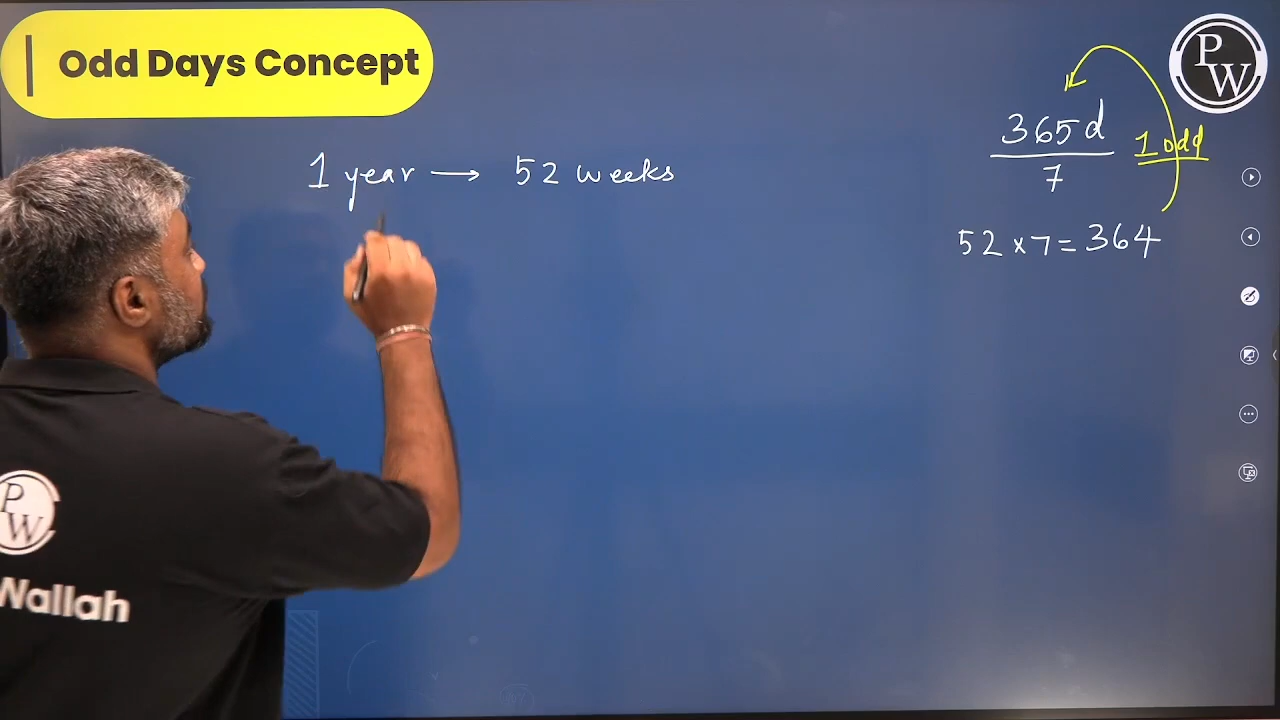 Odd Days Concept
PW
365d
7
1 odd
1 year → 52 weeks
52 × 7 = 364
PW
Wallah